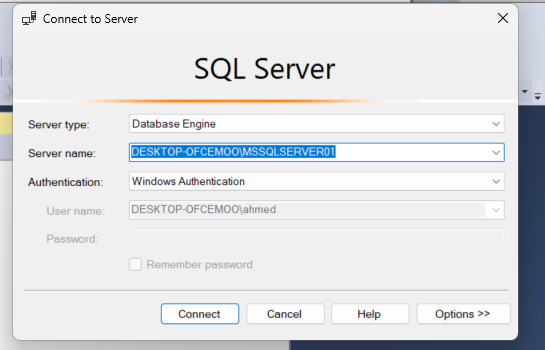 Connect to Server
SQL Server
Server type: Database Engine
Server name: DESKTOP-OFCEMOO\MSSQLSERVER01
Authentication: Windows Authentication
User name: DESKTOP-OFCEMOO\ahmed
Password:
Remember password
Connect Cancel Help Options >>